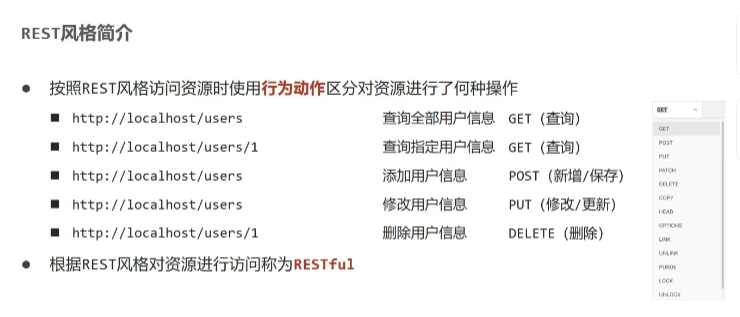 REST风格简介
● 按照REST风格访问资源时使用行为动作区分对资源进行了何种操作
■ http://localhost/users 查询全部用户信息 GET（查询）
■ http://localhost/users/1 查询指定用户信息 GET（查询）
■ http://localhost/users 添加用户信息 POST（新增/保存）
■ http://localhost/users 修改用户信息 PUT（修改/更新）
■ http://localhost/users/1 删除用户信息 DELETE（删除）
● 根据REST风格对资源进行访问称为RESTful
GET
GET
POST
PUT
PATCH
DELETE
COPY
HEAD
OPTIONS
LINK
UNLINK
PURGE
LOCK
UNLOCK